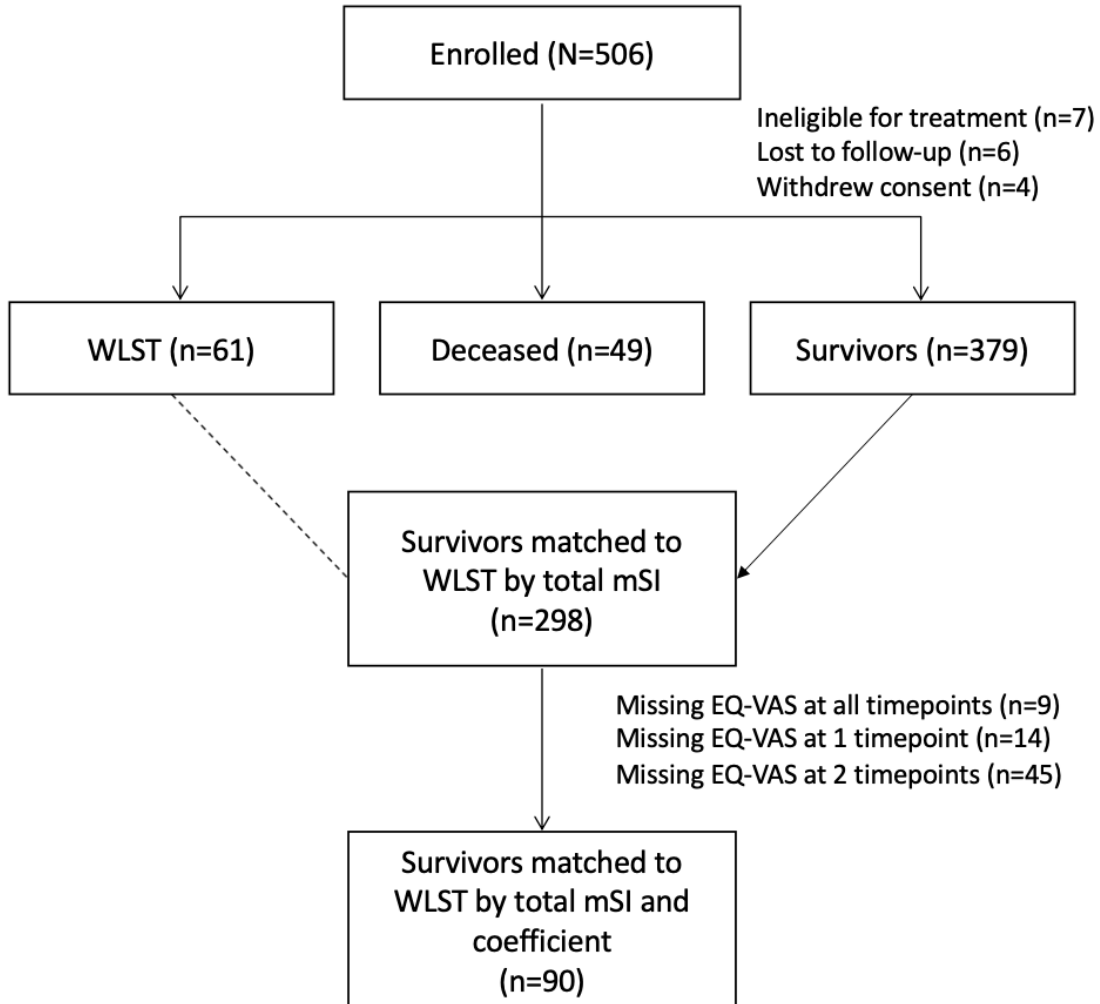 Enrolled (N=506)
Ineligible for treatment (n=7)
Lost to follow-up (n=6)
Withdrew consent (n=4)
WLST (n=61)
Deceased (n=49)
Survivors (n=379)
Survivors matched to
WLST by total mSI
(n=298)
Missing EQ-VAS at all timepoints (n=9)
Missing EQ-VAS at 1 timepoint (n=14)
Missing EQ-VAS at 2 timepoints (n=45)
Survivors matched to
WLST by total mSI and
coefficient
(n=90)